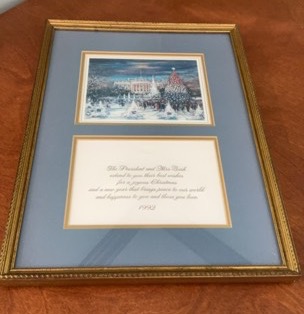 The President and Mrs. Bush
extend to you their best wishes
for a joyous Christmas
and a new year that brings peace to our world
and happiness to you and those you love
1992